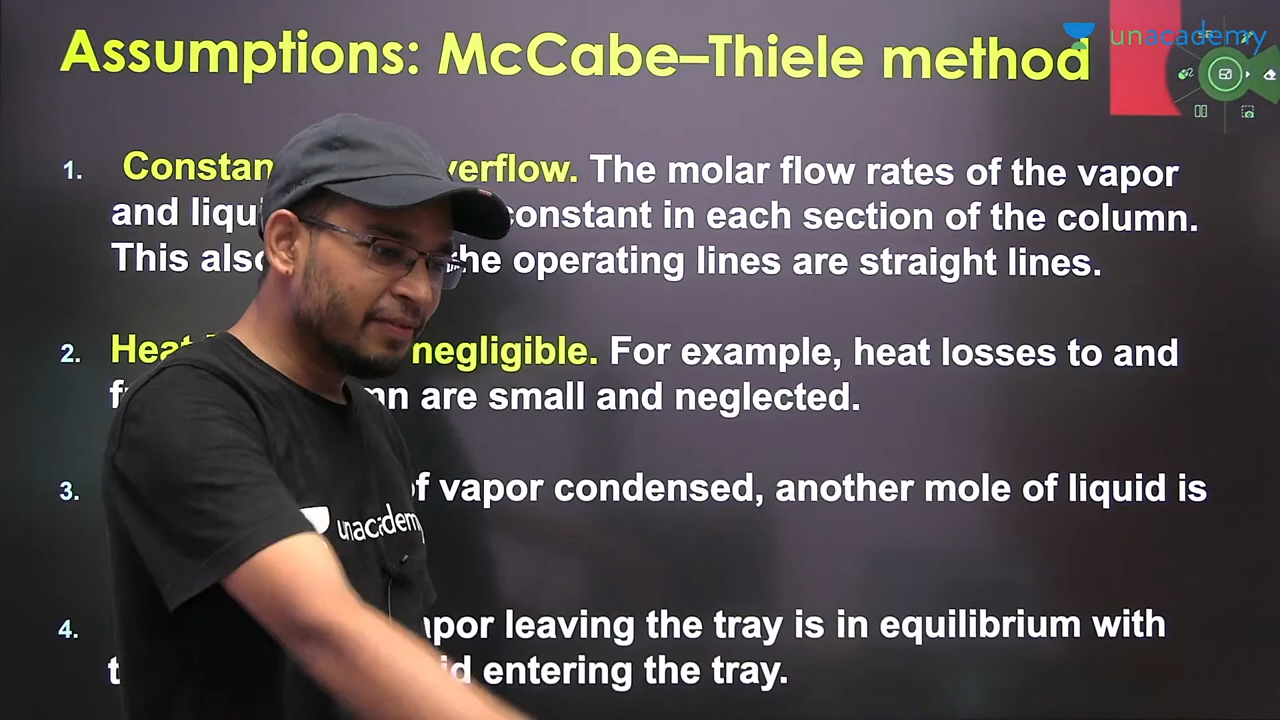 Assumptions: McCabe–Thiele method
unacademy
1. Constan verflow. The molar flow rates of the vapor
and liqui constant in each section of the column.
This also the operating lines are straight lines.
2. Heat negligible. For example, heat losses to and
are small and neglected.
3. of vapor condensed, another mole of liquid is
4. leaving the tray is in equilibrium with
entering the tray.
unacademy